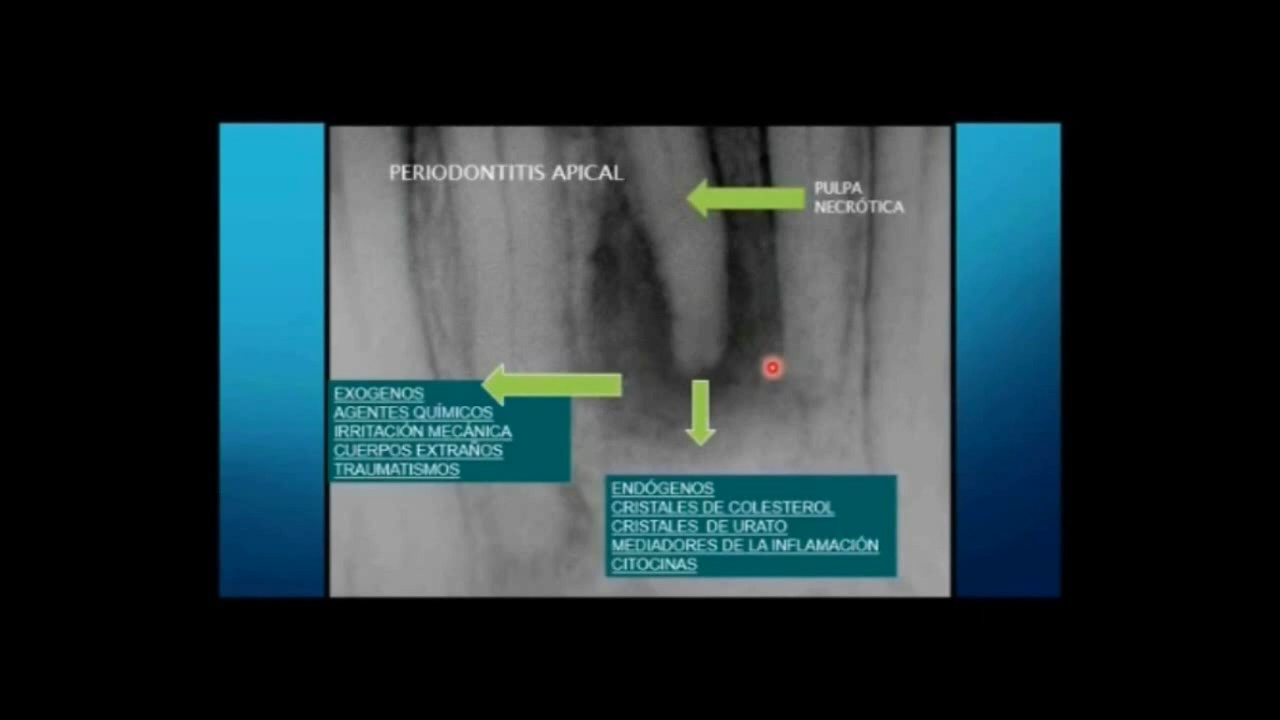 PERIODONTITIS APICAL
PULPA
NECRÓTICA
EXOGENOS
AGENTES QUÍMICOS
IRRITACIÓN MECÁNICA
CUERPOS EXTRAÑOS
TRAUMATISMOS
ENDÓGENOS
CRISTALES DE COLESTEROL
CRISTALES DE URATO
MEDIADORES DE LA INFLAMACIÓN
CITOCINAS